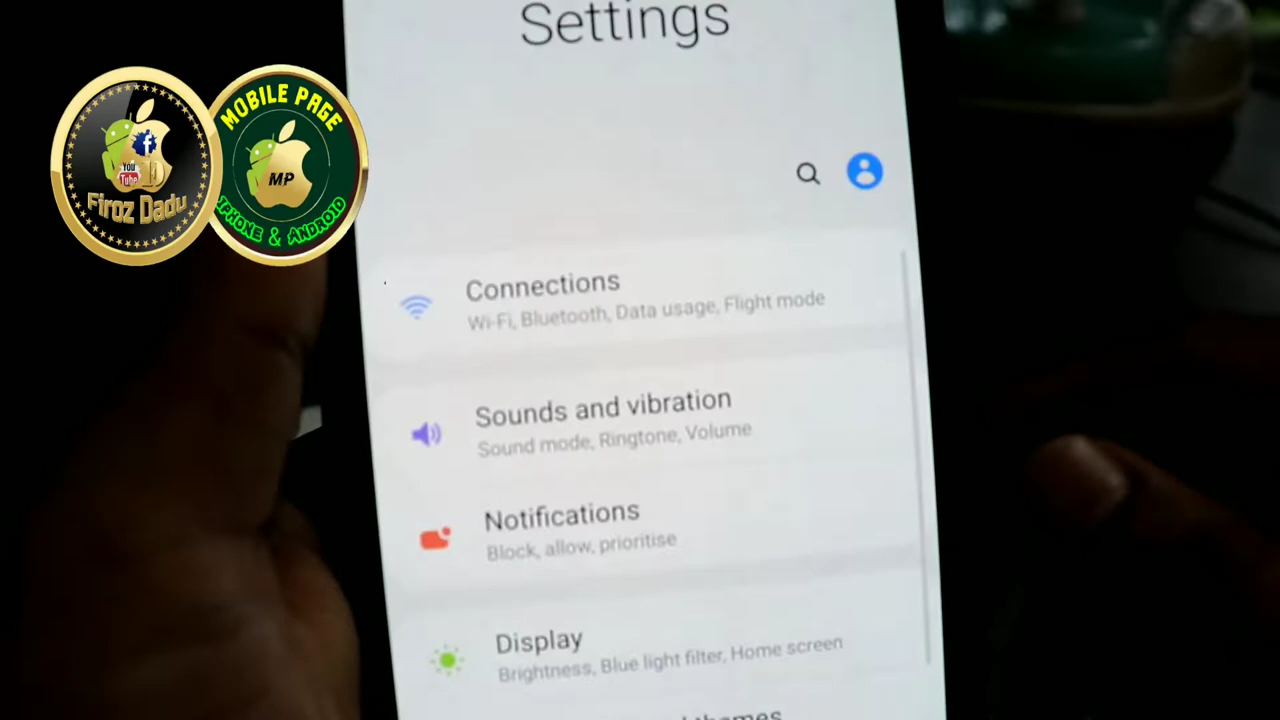 Settings
MOBILE PAGE
MP
IPHONE & ANDROID
f
You
Tube
Firoz Dadu
Connections
Wi-Fi, Bluetooth, Data usage, Flight mode
Sounds and vibration
Sound mode, Ringtone, Volume
Notifications
Block, allow, prioritise
Display
Brightness, Blue light filter, Home screen
themes